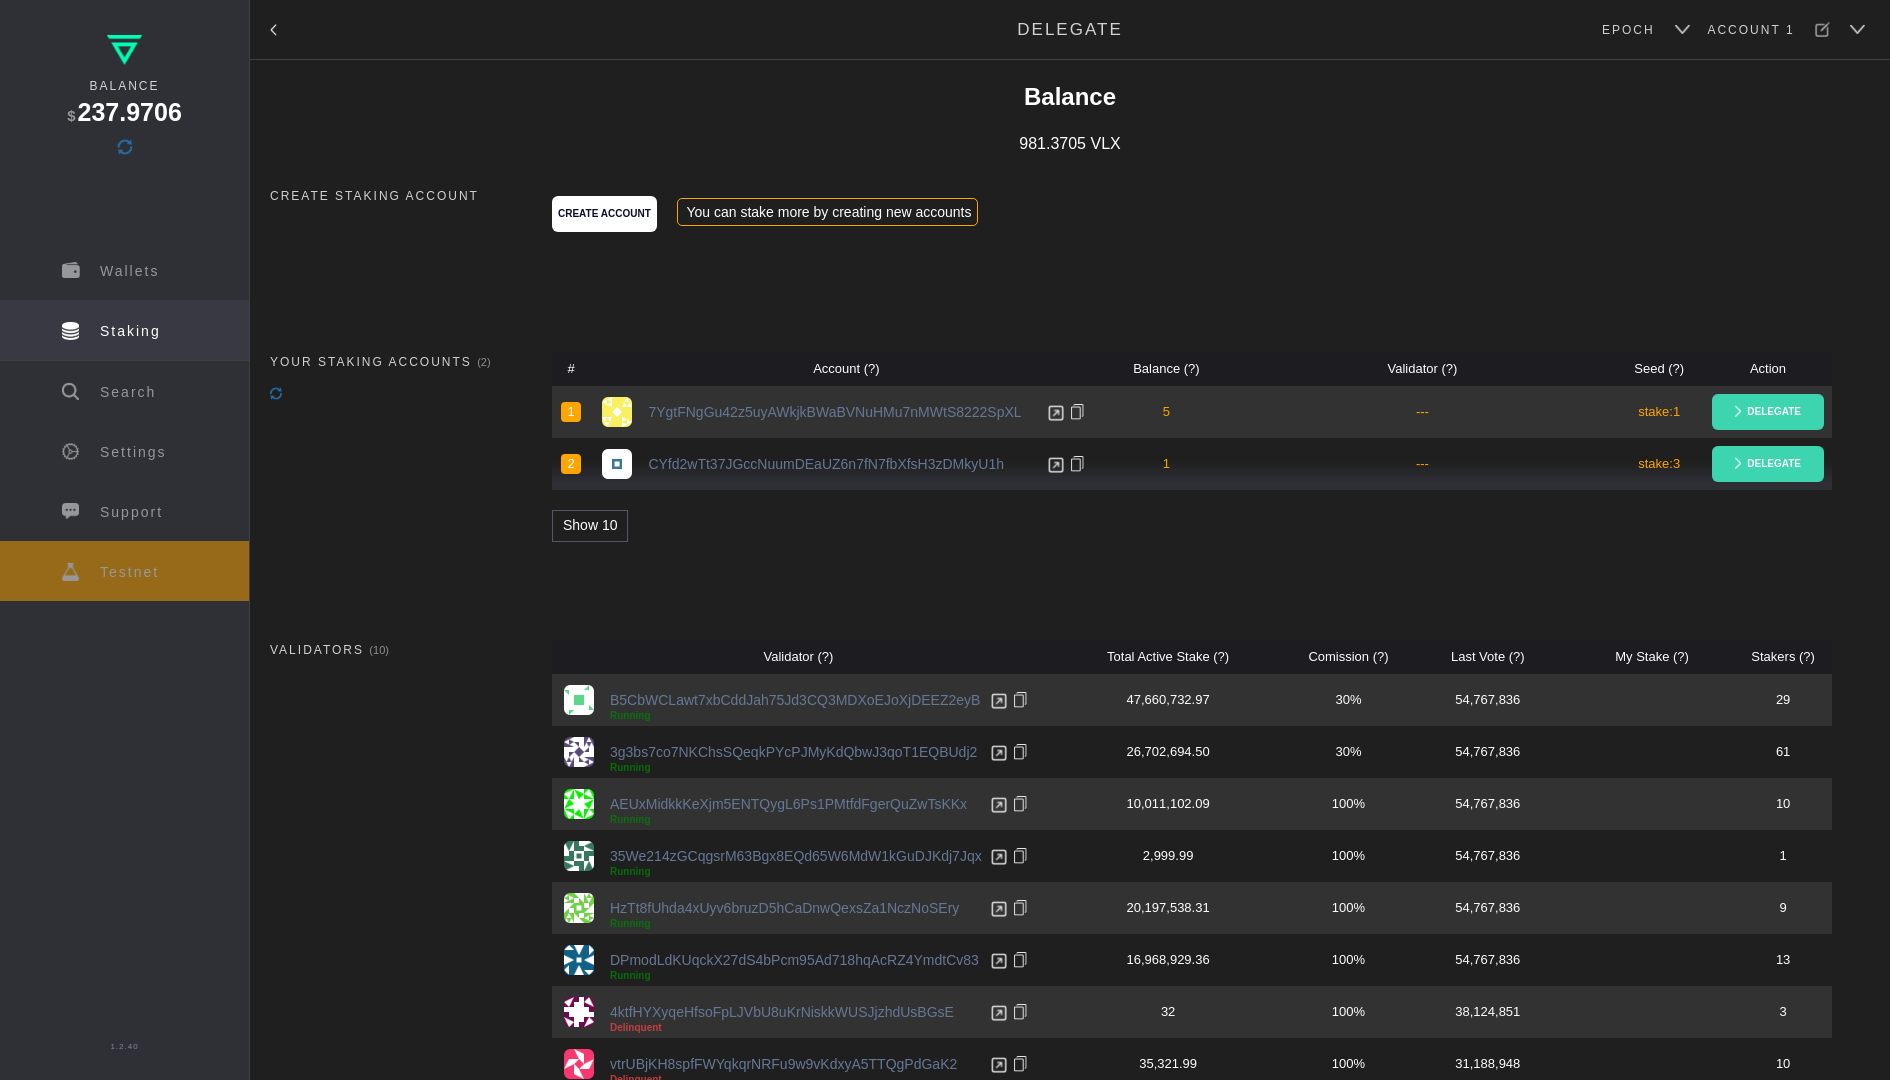 BALANCE
$237.9706
Wallets
Staking
Search
Settings
Support
Testnet
1.2.40
DELEGATE
EPOCH
ACCOUNT 1
Balance
981.3705 VLX
CREATE STAKING ACCOUNT
CREATE ACCOUNT
You can stake more by creating new accounts
YOUR STAKING ACCOUNTS (2)
# Account (?) Balance (?) Validator (?) Seed (?) Action
1 7YgtFNgGu42z5uyAWkjkBWaBVNuHMu7nMWtS8222SpXL 5 --- stake:1 DELEGATE
2 CYfd2wTt37JGccNuumDEaUZ6n7fN7fbXfsH3zDMkyU1h 1 --- stake:3 DELEGATE
Show 10
VALIDATORS (10)
Validator (?) Total Active Stake (?) Comission (?) Last Vote (?) My Stake (?) Stakers (?)
B5CbWCLawt7xbCddJah75Jd3CQ3MDXoEJoXjDEEZ2eyB 47,660,732.97 30% 54,767,836 29
Running
3g3bs7co7NKChsSQeqkPYcPJMyKdQbwJ3qoT1EQBUdj2 26,702,694.50 30% 54,767,836 61
Running
AEUxMidkkKeXjm5ENTQygL6Ps1PMtfdFgerQuZwTsKKx 10,011,102.09 100% 54,767,836 10
Running
35We214zGCqgsrM63Bgx8EQd65W6MdW1kGuDJKdj7Jqx 2,999.99 100% 54,767,836 1
Running
HzTt8fUhda4xUyv6bruzD5hCaDnwQexsZa1NczNoSEry 20,197,538.31 100% 54,767,836 9
Running
DPmodLdKUqckX27dS4bPcm95Ad718hqAcRZ4YmdtCv83 16,968,929.36 100% 54,767,836 13
Running
4ktfHYXyqeHfsoFpLJVbU8uKrNiskkWUSJjzhdUsBGsE 32 100% 38,124,851 3
Delinquent
vtrUBjKH8spfFWYqkqrNRFu9w9vKdxyA5TTQgPdGaK2 35,321.99 100% 31,188,948 10
Delinquent